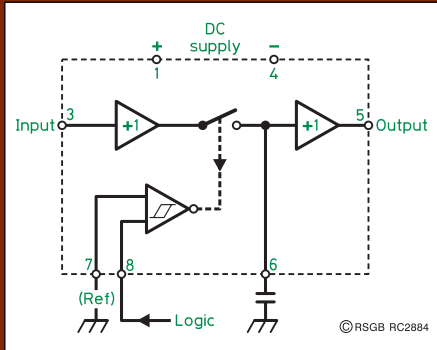 DC
supply
+ −
1 4
Input 3
+1
+1
5 Output
7 8 6
(Ref)
Logic
©RSGB RC2884